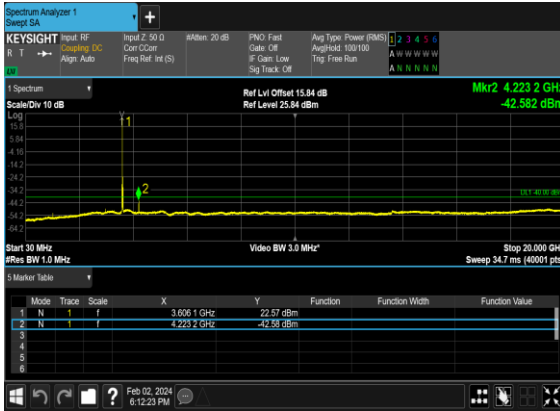 Spectrum Analyzer 1
Swept SA
+
KEYSIGHT Input: RF Input Z: 50 Ω #Atten: 20 dB PNO: Fast Avg Type: Power (RMS) 1 2 3 4 5 6
R T Coupling: DC Corr CCorr Gate: Off Avg|Hold: 100/100 A W W W W W
Align: Auto Freq Ref: Int (S) IF Gain: Low Trig: Free Run
Sig Track: Off A N N N N N
1 Spectrum Ref Lvl Offset 15.84 dB Mkr2 4.223 2 GHz
Scale/Div 10 dB Ref Level 25.84 dBm -42.582 dBm
Log
15.8
5.84
-4.16
-14.2
-24.2
-34.2
-44.2
-54.2
-64.2
1
2
DL1 -40.00 dBm
Start 30 MHz Video BW 3.0 MHz* Stop 20.000 GH
#Res BW 1.0 MHz Sweep 34.7 ms (40001 pts
5 Marker Table
Mode Trace Scale X Y Function Function Width Function Value
1 N 1 f 3.606 1 GHz 22.57 dBm
2 N 1 f 4.223 2 GHz -42.58 dBm
3
4
5
6
? Feb 02, 2024
6:12:23 PM